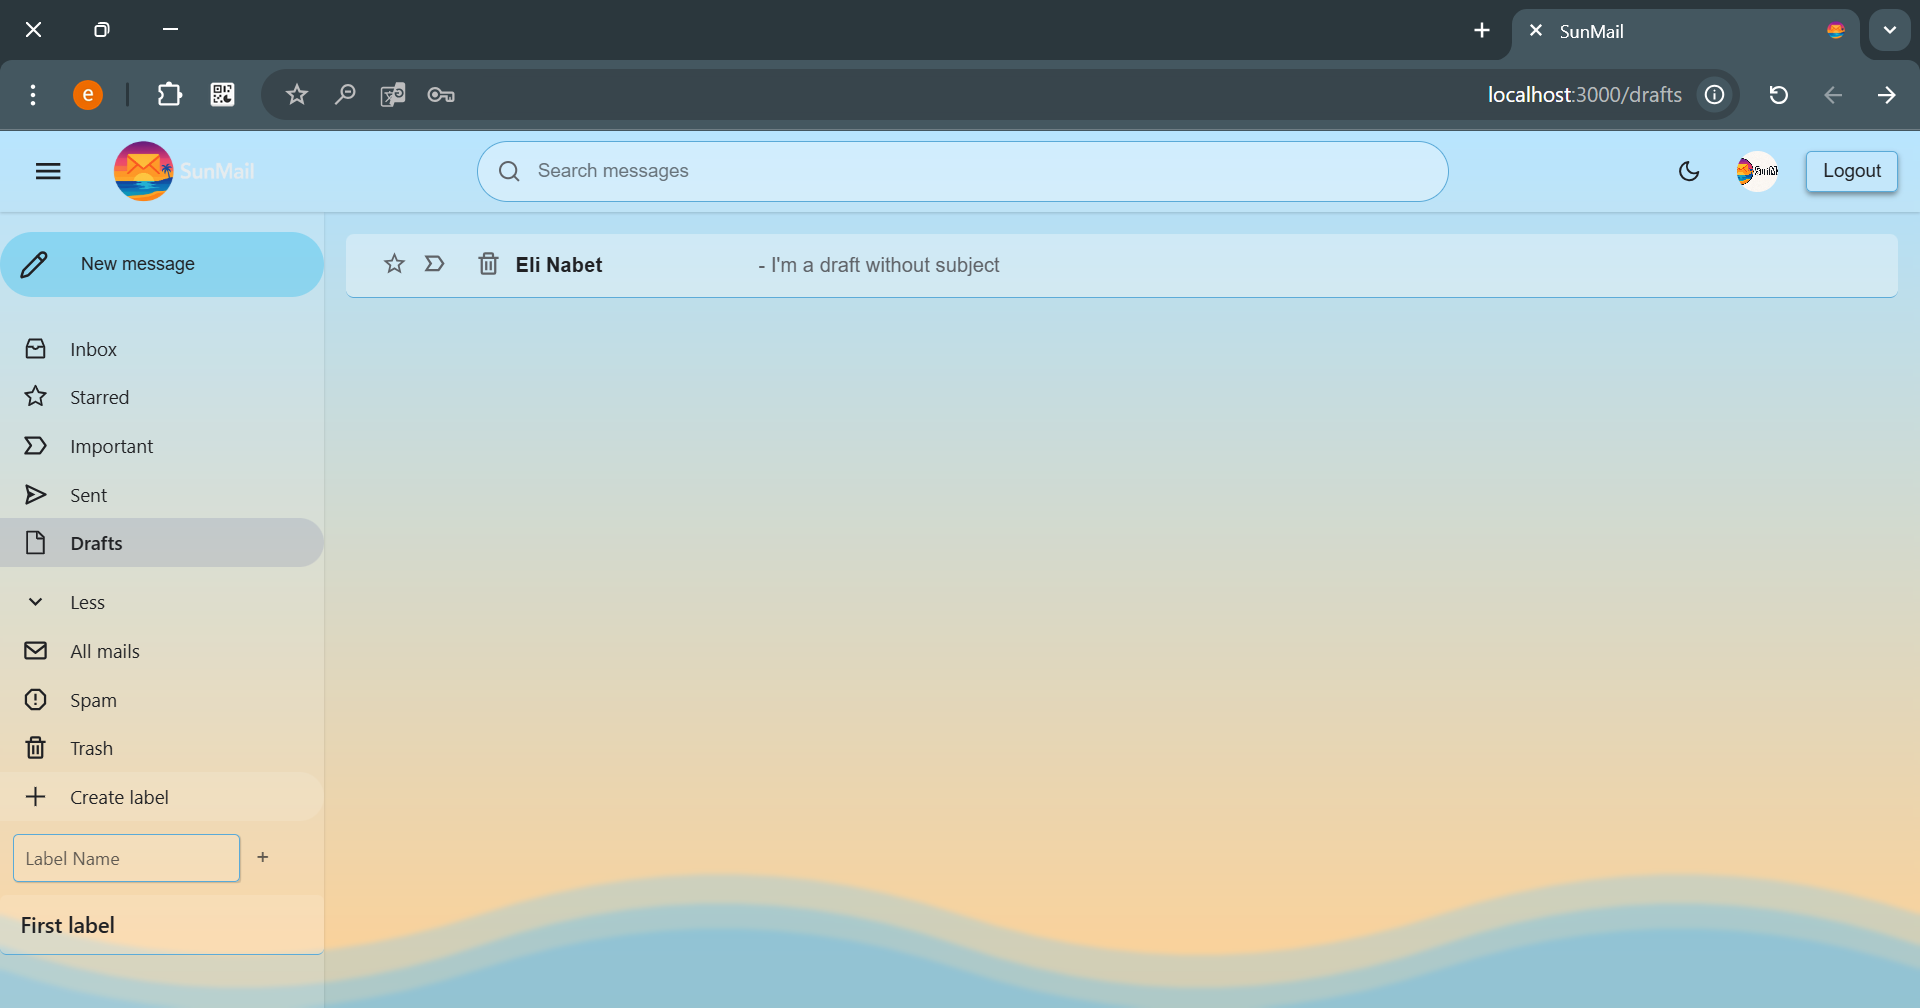 SunMail
e
localhost:3000/drafts
SunMail
Search messages
Logout
New message
Eli Nabet - I'm a draft without subject
Inbox
Starred
Important
Sent
Drafts
Less
All mails
Spam
Trash
Create label
Label Name +
First label